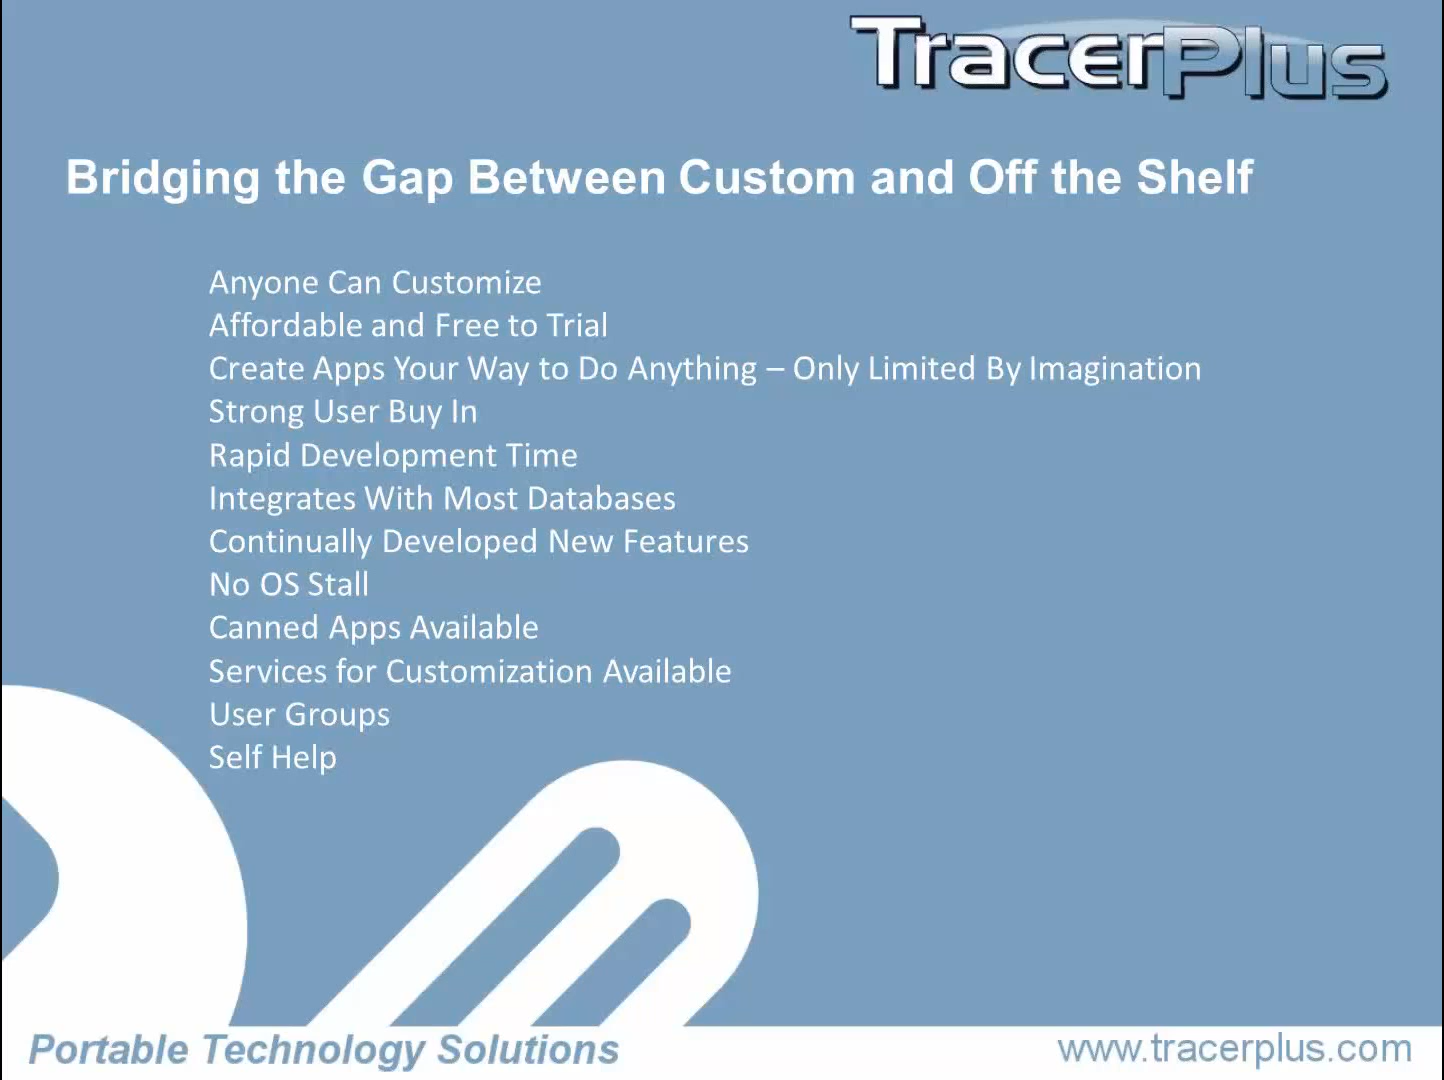 TracerPlus
Bridging the Gap Between Custom and Off the Shelf
Anyone Can Customize
Affordable and Free to Trial
Create Apps Your Way to Do Anything – Only Limited By Imagination
Strong User Buy In
Rapid Development Time
Integrates With Most Databases
Continually Developed New Features
No OS Stall
Canned Apps Available
Services for Customization Available
User Groups
Self Help
Portable Technology Solutions
www.tracerplus.com